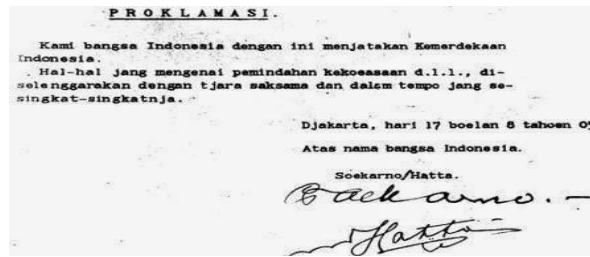 P R O K L A M A S I.
Kami bangsa Indonesia dengan ini menjatakan Kemerdekaan
Indonesia.
Hal-hal jang mengenai pemindahan kekoeasaan d.l.l., di-
selenggarakan dengan tjara saksama dan dalam tempo jang se-
singkat-singkatnja.
Djakarta, hari 17 boelan 8 tahoen 05
Atas nama bangsa Indonesia.
Soekarno/Hatta.
Soekarno.-
Hatta